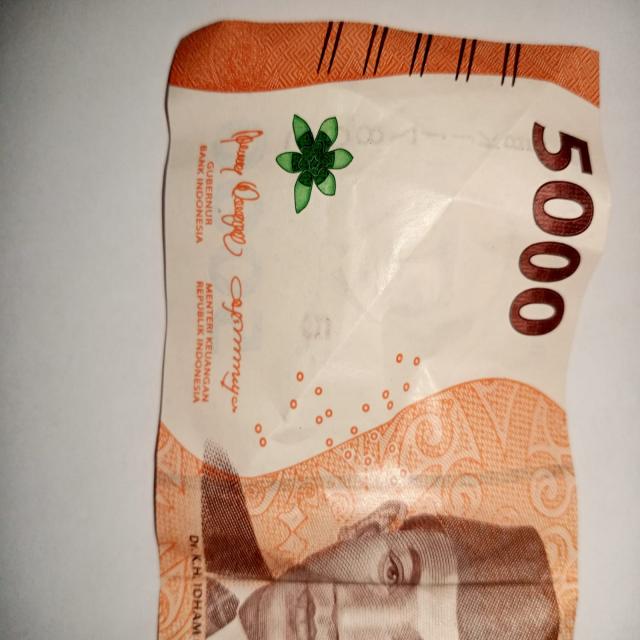 5000
GUBERNUR
BANK INDONESIA
MENTERI KEUANGAN
REPUBLIK INDONESIA
Dr. K.H. IDHAM